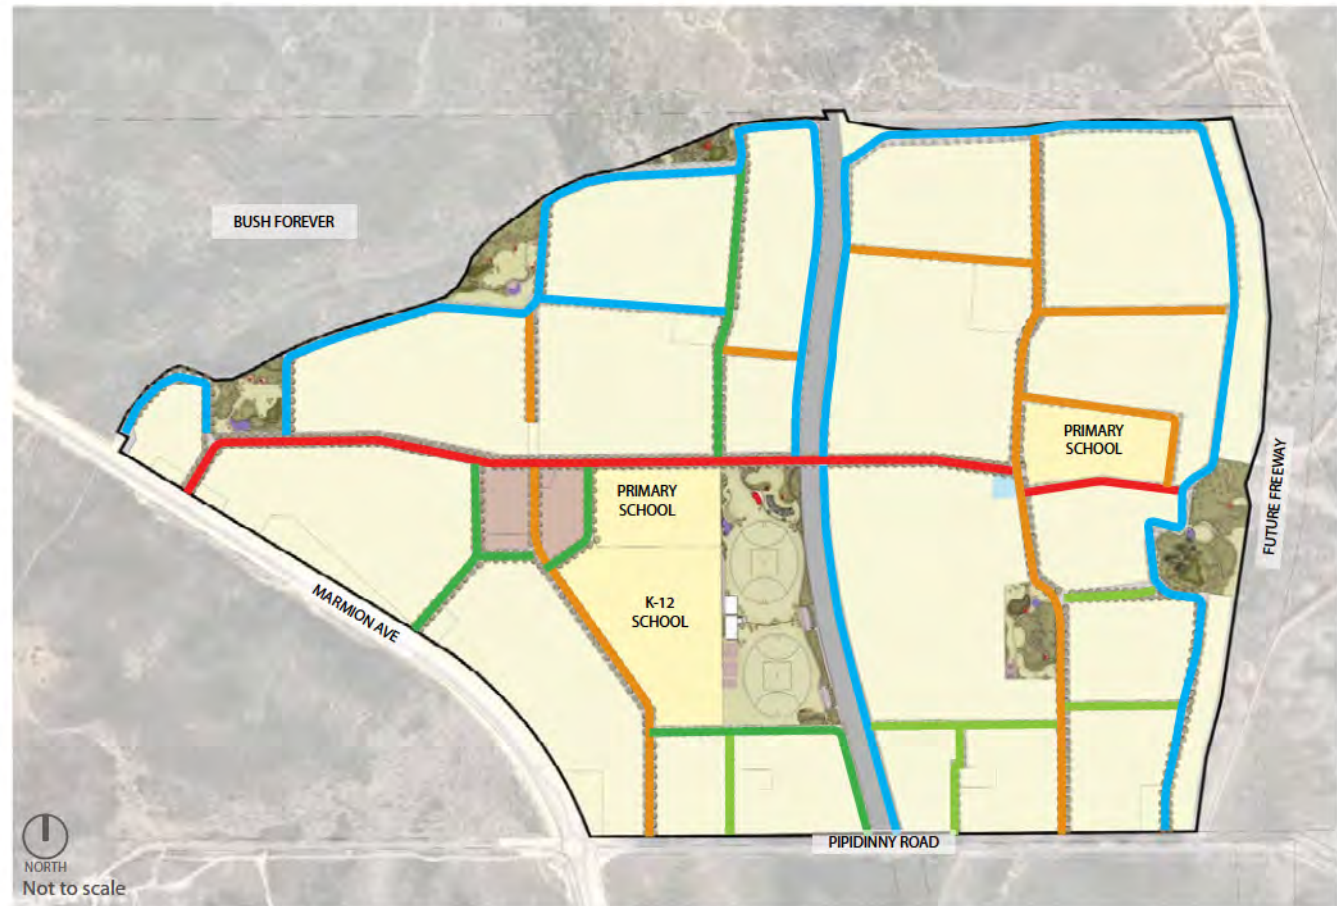 BUSH FOREVER
PRIMARY
SCHOOL
PRIMARY
SCHOOL
FUTURE FREEWAY
K-12
SCHOOL
MARMION AVE
PIPIDINNY ROAD
NORTH
Not to scale